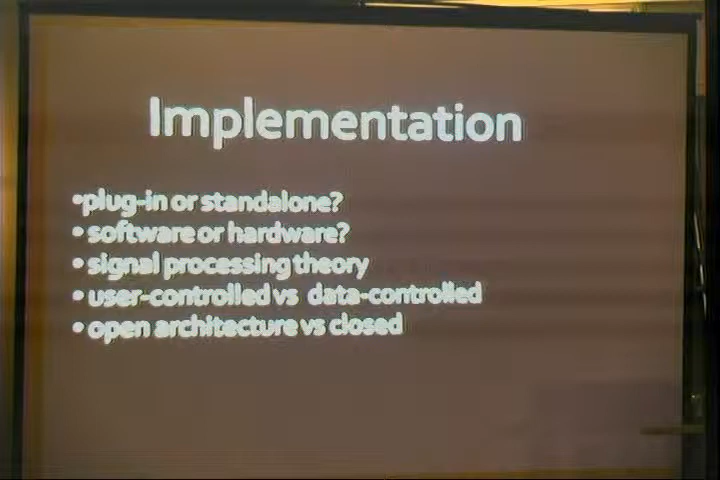 Implementation
•plug-in or standalone?
• software or hardware?
• signal processing theory
• user-controlled vs data-controlled
• open architecture vs closed